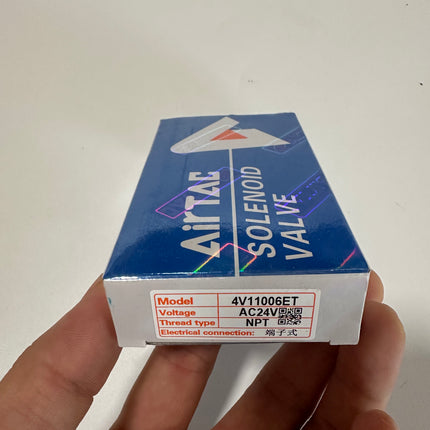 AirTAC
SOLENOID
VALVE
Model 4V11006ET
Voltage AC24V
Thread type NPT
Electrical connection: 端子式